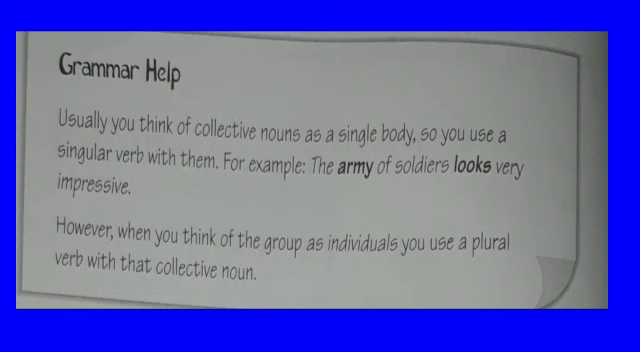 Grammar Help
Usually you think of collective nouns as a single body, so you use a
singular verb with them. For example: The army of soldiers looks very
impressive.
However, when you think of the group as individuals you use a plural
verb with that collective noun.